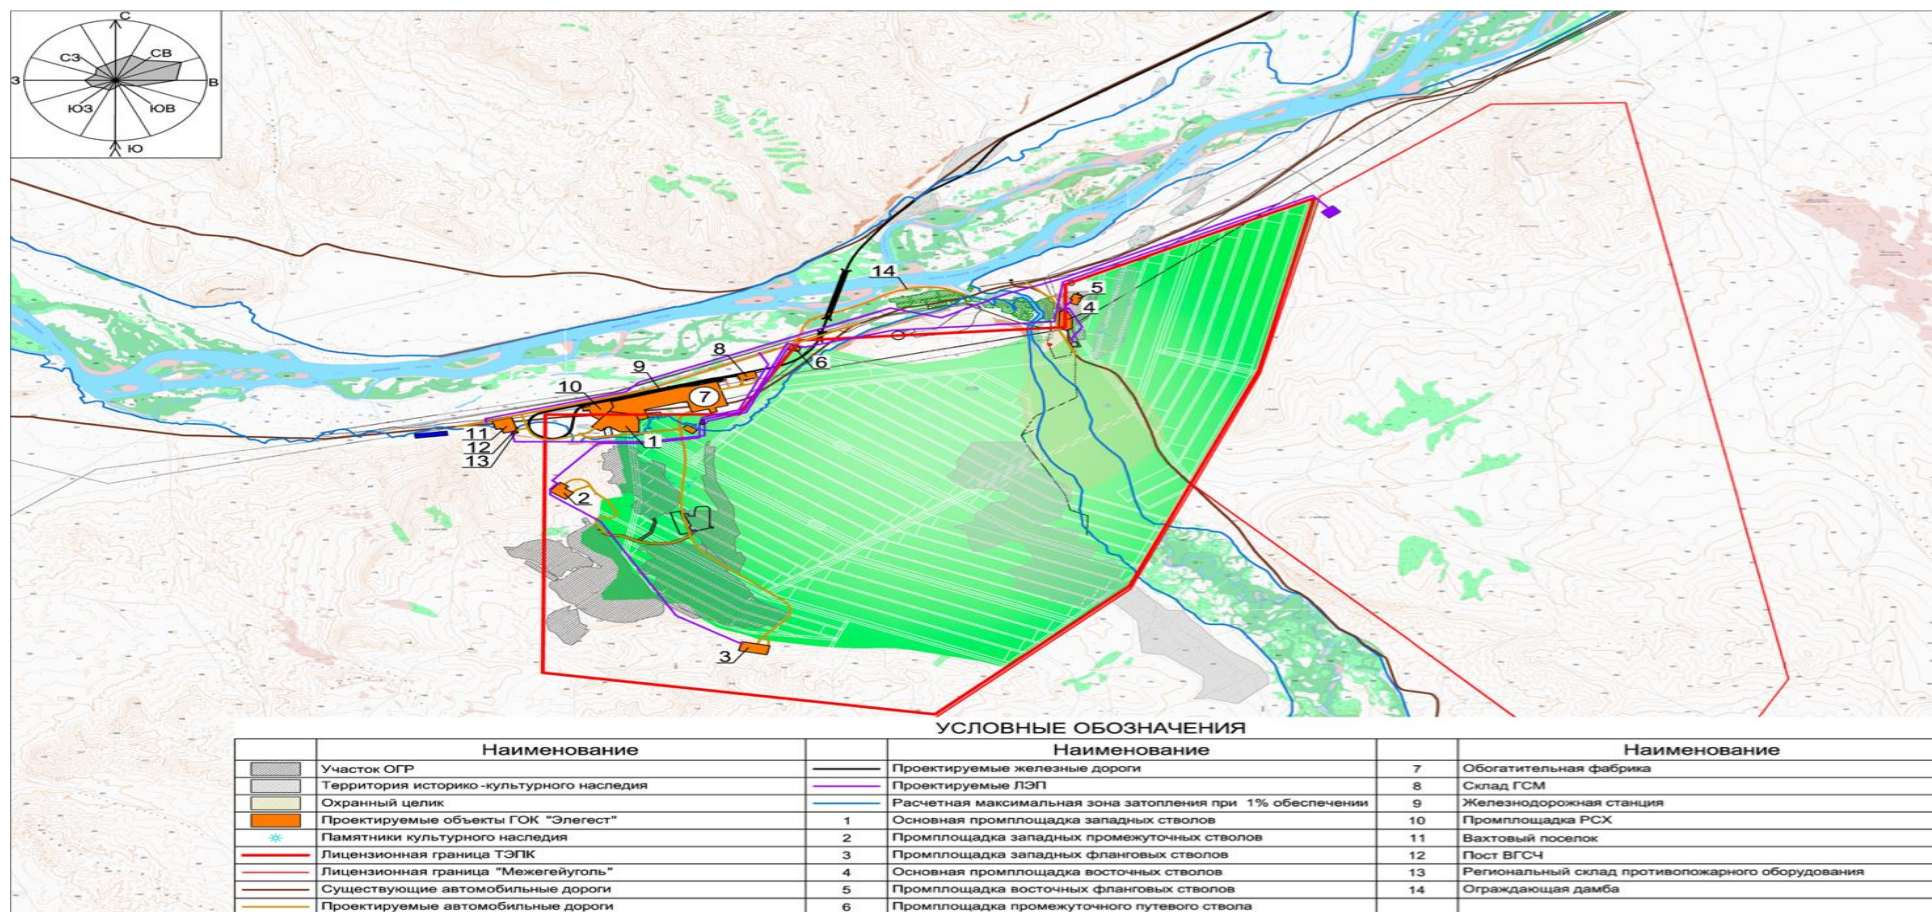 С
СЗ
СВ
З
В
ЮЗ
ЮВ
Ю
14
5
4
6
8
9
10
7
11
12
13
1
2
3
УСЛОВНЫЕ ОБОЗНАЧЕНИЯ
Наименование Наименование Наименование
Участок ОГР Проектируемые железные дороги 7 Обогатительная фабрика
Территория историко-культурного наследия Проектируемые ЛЭП 8 Склад ГСМ
Охранный целик Расчетная максимальная зона затопления при 1% обеспечении 9 Железнодорожная станция
Проектируемые объекты ГОК "Элегест" 1 Основная промплощадка западных стволов 10 Промплощадка РСХ
Памятники культурного наследия 2 Промплощадка западных промежуточных стволов 11 Вахтовый поселок
Лицензионная граница ТЭПК 3 Промплощадка западных фланговых стволов 12 Пост ВГСЧ
Лицензионная граница "Межегейуголь" 4 Основная промплощадка восточных стволов 13 Региональный склад противопожарного оборудования
Существующие автомобильные дороги 5 Промплощадка восточных фланговых стволов 14 Ограждающая дамба
Проектируемые автомобильные дороги 6 Промплощадка промежуточного путевого ствола